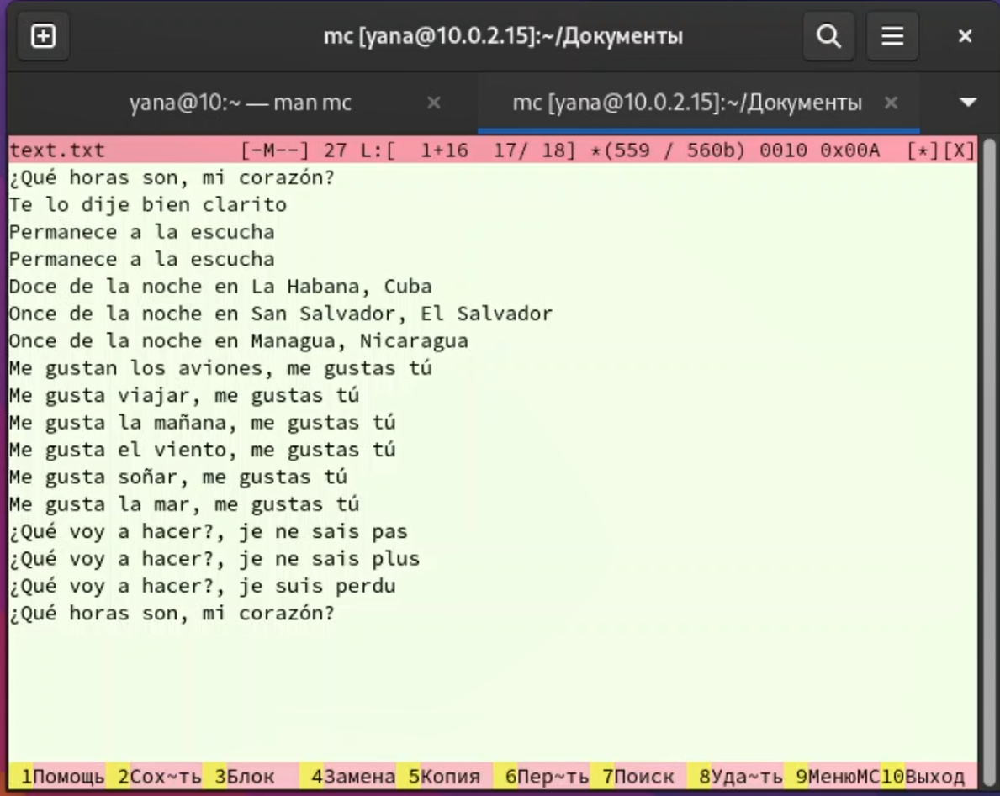 mc [yana@10.0.2.15]:~/Документы
yana@10:~ — man mc
mc [yana@10.0.2.15]:~/Документы
text.txt [-M--] 27 L:[ 1+16 17/ 18] *(559 / 560b) 0010 0x00A [*][X]
¿Qué horas son, mi corazón?
Te lo dije bien clarito
Permanece a la escucha
Permanece a la escucha
Doce de la noche en La Habana, Cuba
Once de la noche en San Salvador, El Salvador
Once de la noche en Managua, Nicaragua
Me gustan los aviones, me gustas tú
Me gusta viajar, me gustas tú
Me gusta la mañana, me gustas tú
Me gusta el viento, me gustas tú
Me gusta soñar, me gustas tú
Me gusta la mar, me gustas tú
¿Qué voy a hacer?, je ne sais pas
¿Qué voy a hacer?, je ne sais plus
¿Qué voy a hacer?, je suis perdu
¿Qué horas son, mi corazón?
1Помощь 2Сох~ть 3Блок 4Замена 5Копия 6Пер~ть 7Поиск 8Уда~ть 9МенюМС10Выход